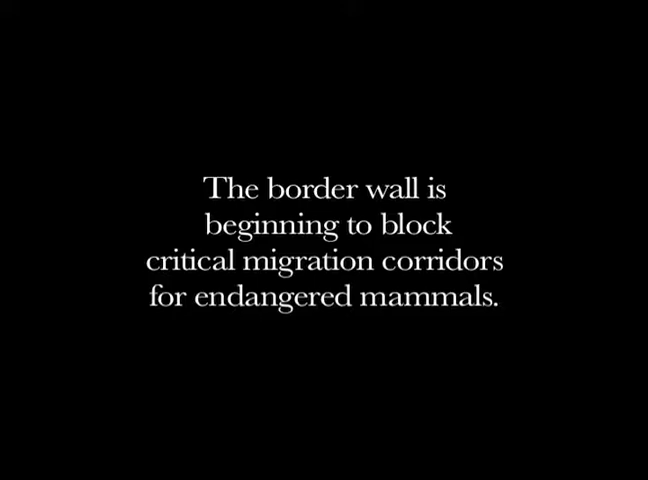 The border wall is
beginning to block
critical migration corridors
for endangered mammals.